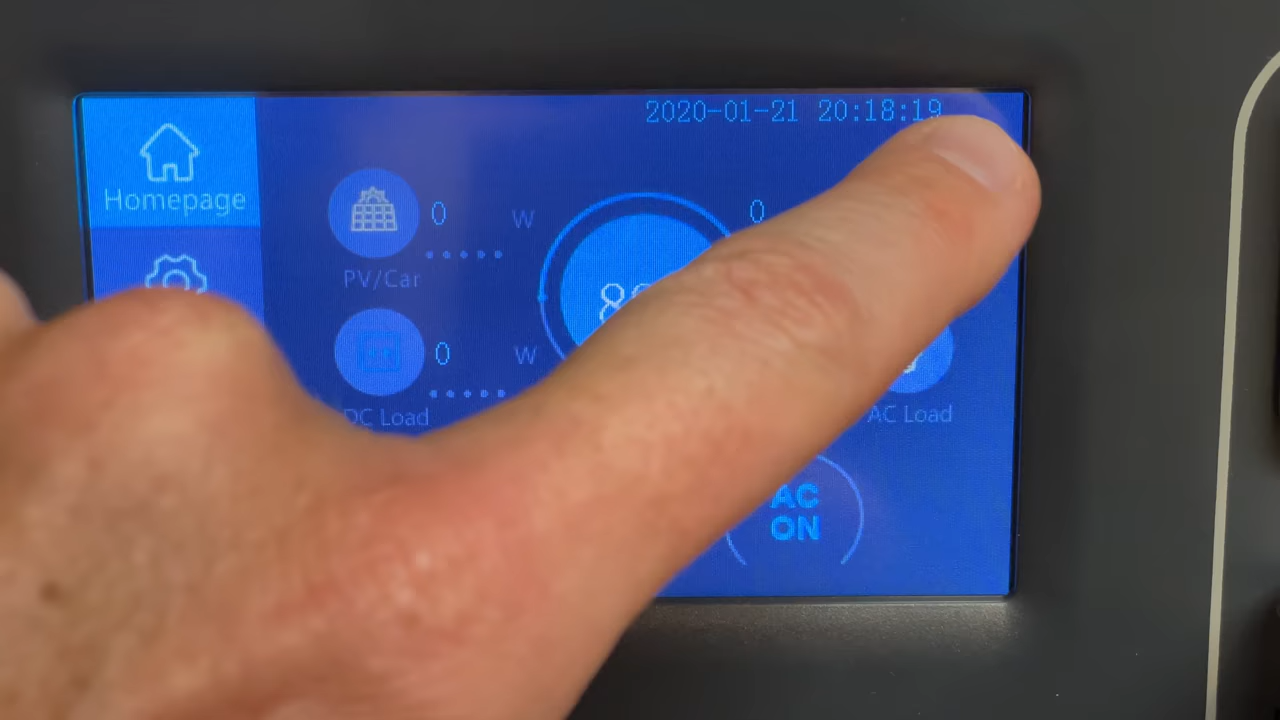 2020-01-21 20:18:19
Homepage
0 W
0
PV/Car
0 W
DC Load
AC Load
AC
ON